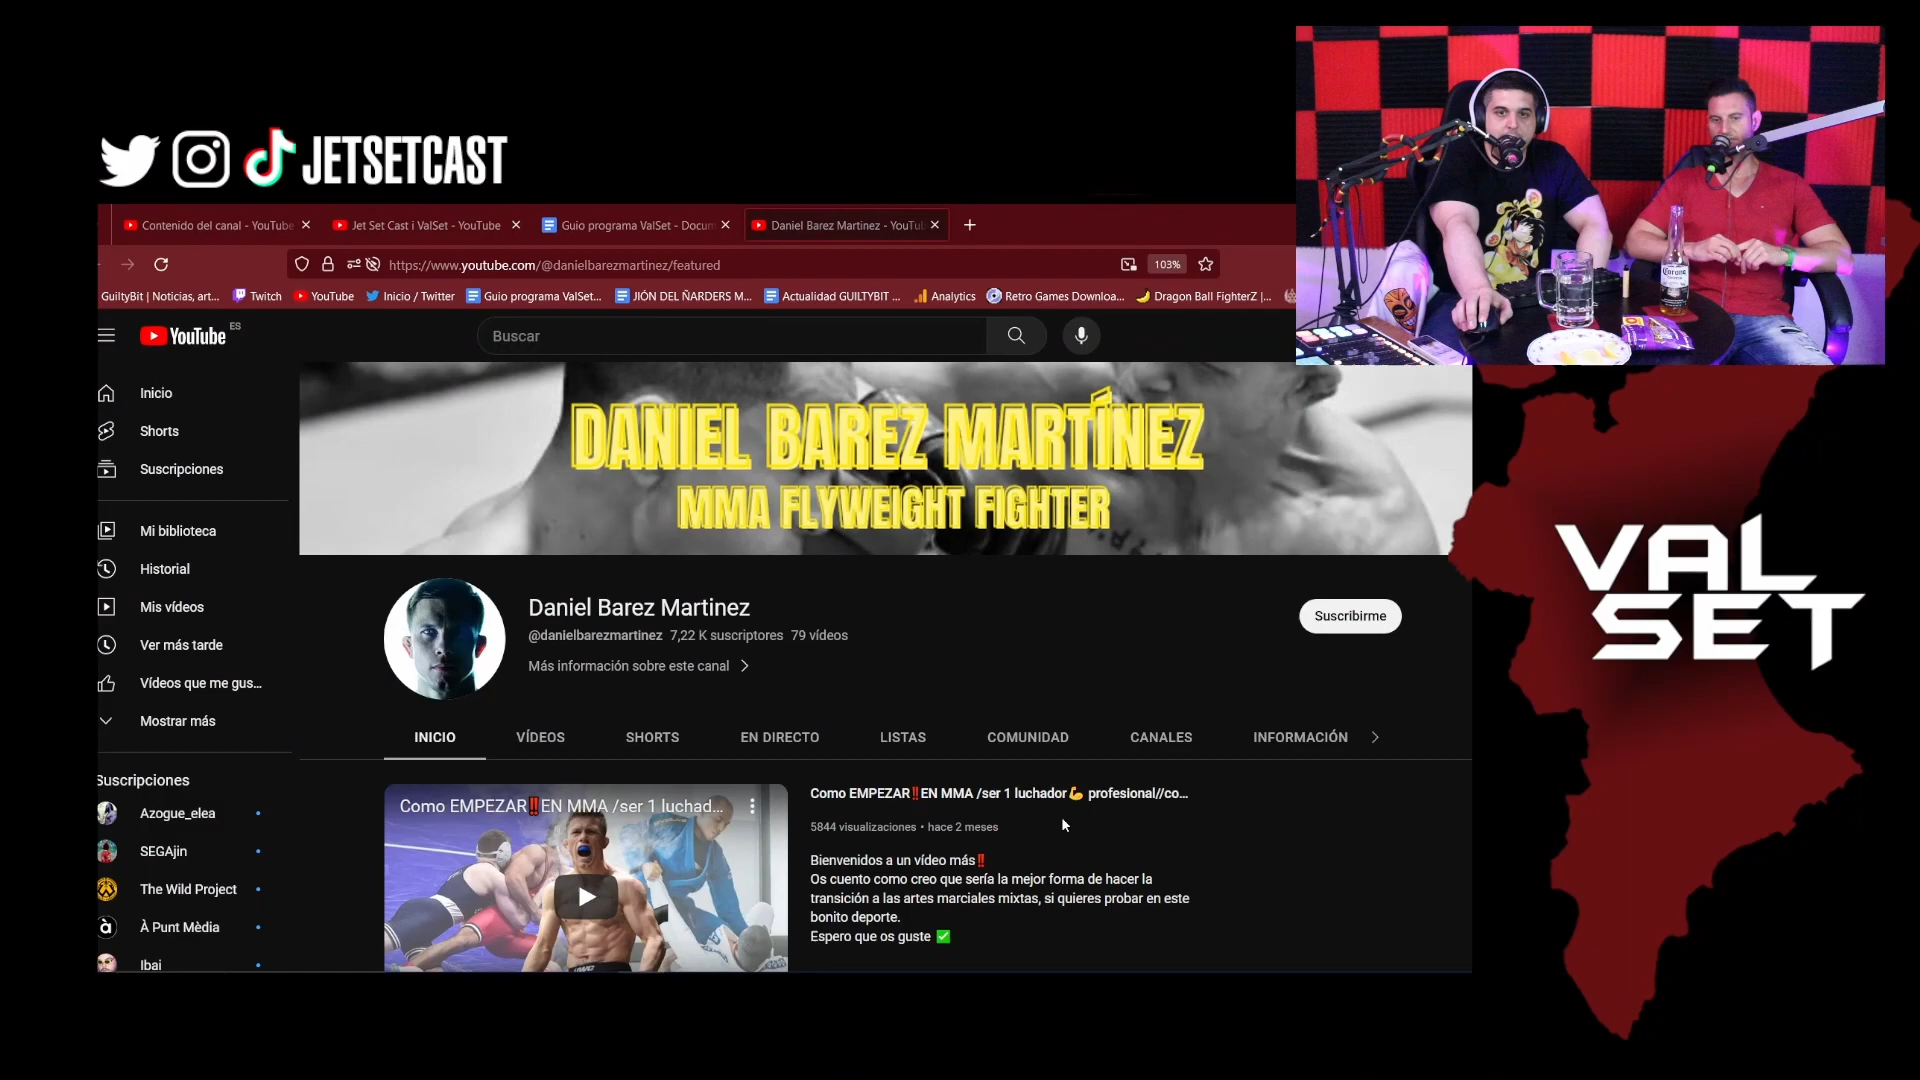 JETSETCAST
Contenido del canal - YouTube
Jet Set Cast i ValSet - YouTube
Guio programa ValSet - Docum
Daniel Barez Martinez - YouTu
https://www.youtube.com/@danielbarezmartinez/featured
103%
GuiltyBit | Noticias, art...
Twitch
YouTube
Inicio / Twitter
Guio programa ValSet...
JIÓN DEL ÑARDERS M...
Actualidad GUILTYBIT ...
Analytics
Retro Games Downloa...
Dragon Ball FighterZ |...
YouTube ES
Buscar
Inicio
Shorts
Suscripciones
Mi biblioteca
Historial
Mis vídeos
Ver más tarde
Vídeos que me gus...
Mostrar más
Suscripciones
Azogue_elea
SEGAjin
The Wild Project
À Punt Mèdia
Ibai
DANIEL BAREZ MARTÍNEZ
MMA FLYWEIGHT FIGHTER
Daniel Barez Martinez
@danielbarezmartinez 7,22 K suscriptores 79 vídeos
Más información sobre este canal
Suscribirme
INICIO
VÍDEOS
SHORTS
EN DIRECTO
LISTAS
COMUNIDAD
CANALES
INFORMACIÓN
Como EMPEZAR‼️EN MMA /ser 1 luchad...
Como EMPEZAR‼️EN MMA /ser 1 luchador💪 profesional//co...
5844 visualizaciones • hace 2 meses
Bienvenidos a un vídeo más‼️
Os cuento como creo que sería la mejor forma de hacer la
transición a las artes marciales mixtas, si quieres probar en este
bonito deporte.
Espero que os guste ✅
Corona
VAL
SET